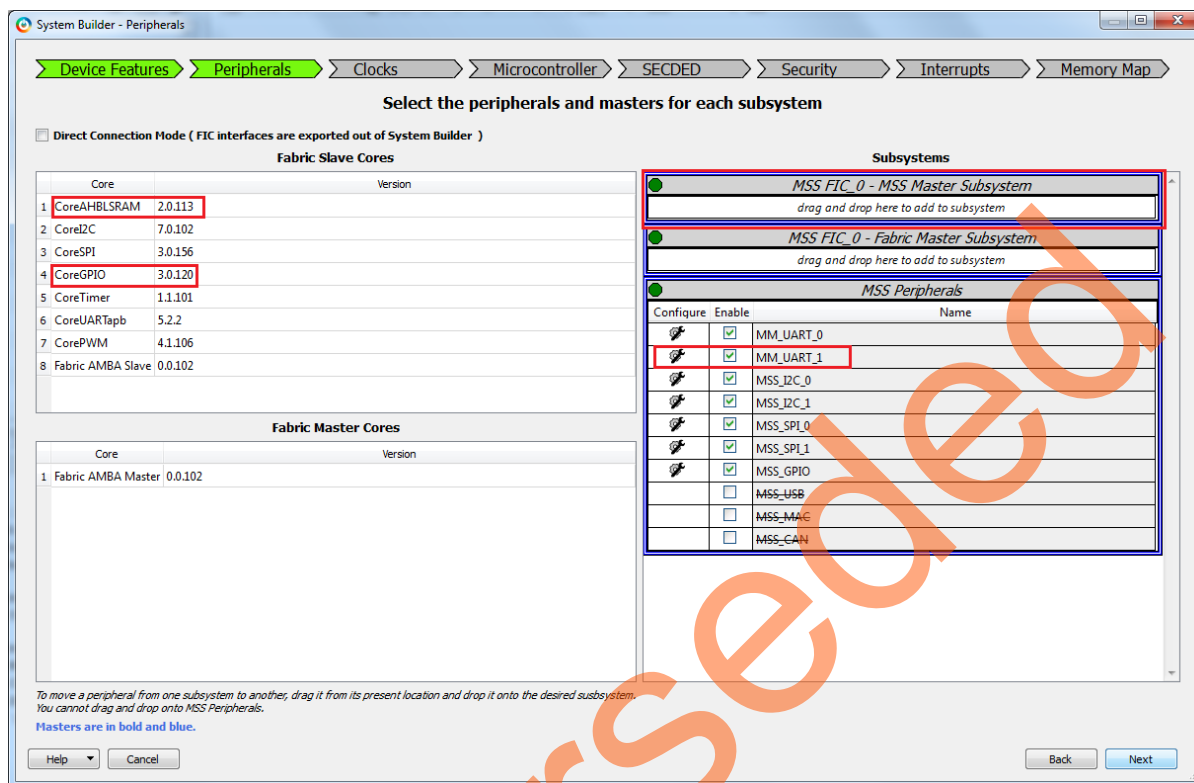 System Builder - Peripherals
Device Features Peripherals Clocks Microcontroller SECDED Security Interrupts Memory Map
Select the peripherals and masters for each subsystem
Direct Connection Mode ( FIC interfaces are exported out of System Builder )
Fabric Slave Cores
Core Version
1 CoreAHBLSRAM 2.0.113
2 CoreI2C 7.0.102
3 CoreSPI 3.0.156
4 CoreGPIO 3.0.120
5 CoreTimer 1.1.101
6 CoreUARTapb 5.2.2
7 CorePWM 4.1.106
8 Fabric AMBA Slave 0.0.102
Fabric Master Cores
Core Version
1 Fabric AMBA Master 0.0.102
Subsystems
MSS FIC_0 - MSS Master Subsystem
drag and drop here to add to subsystem
MSS FIC_0 - Fabric Master Subsystem
drag and drop here to add to subsystem
MSS Peripherals
Configure Enable Name
MM_UART_0
MM_UART_1
MSS_I2C_0
MSS_I2C_1
MSS_SPI_0
MSS_SPI_1
MSS_GPIO
MSS_USB
MSS_MAC
MSS_CAN
To move a peripheral from one subsystem to another, drag it from its present location and drop it onto the desired susbsystem.
You cannot drag and drop onto MSS Peripherals.
Masters are in bold and blue.
Help Cancel Back Next